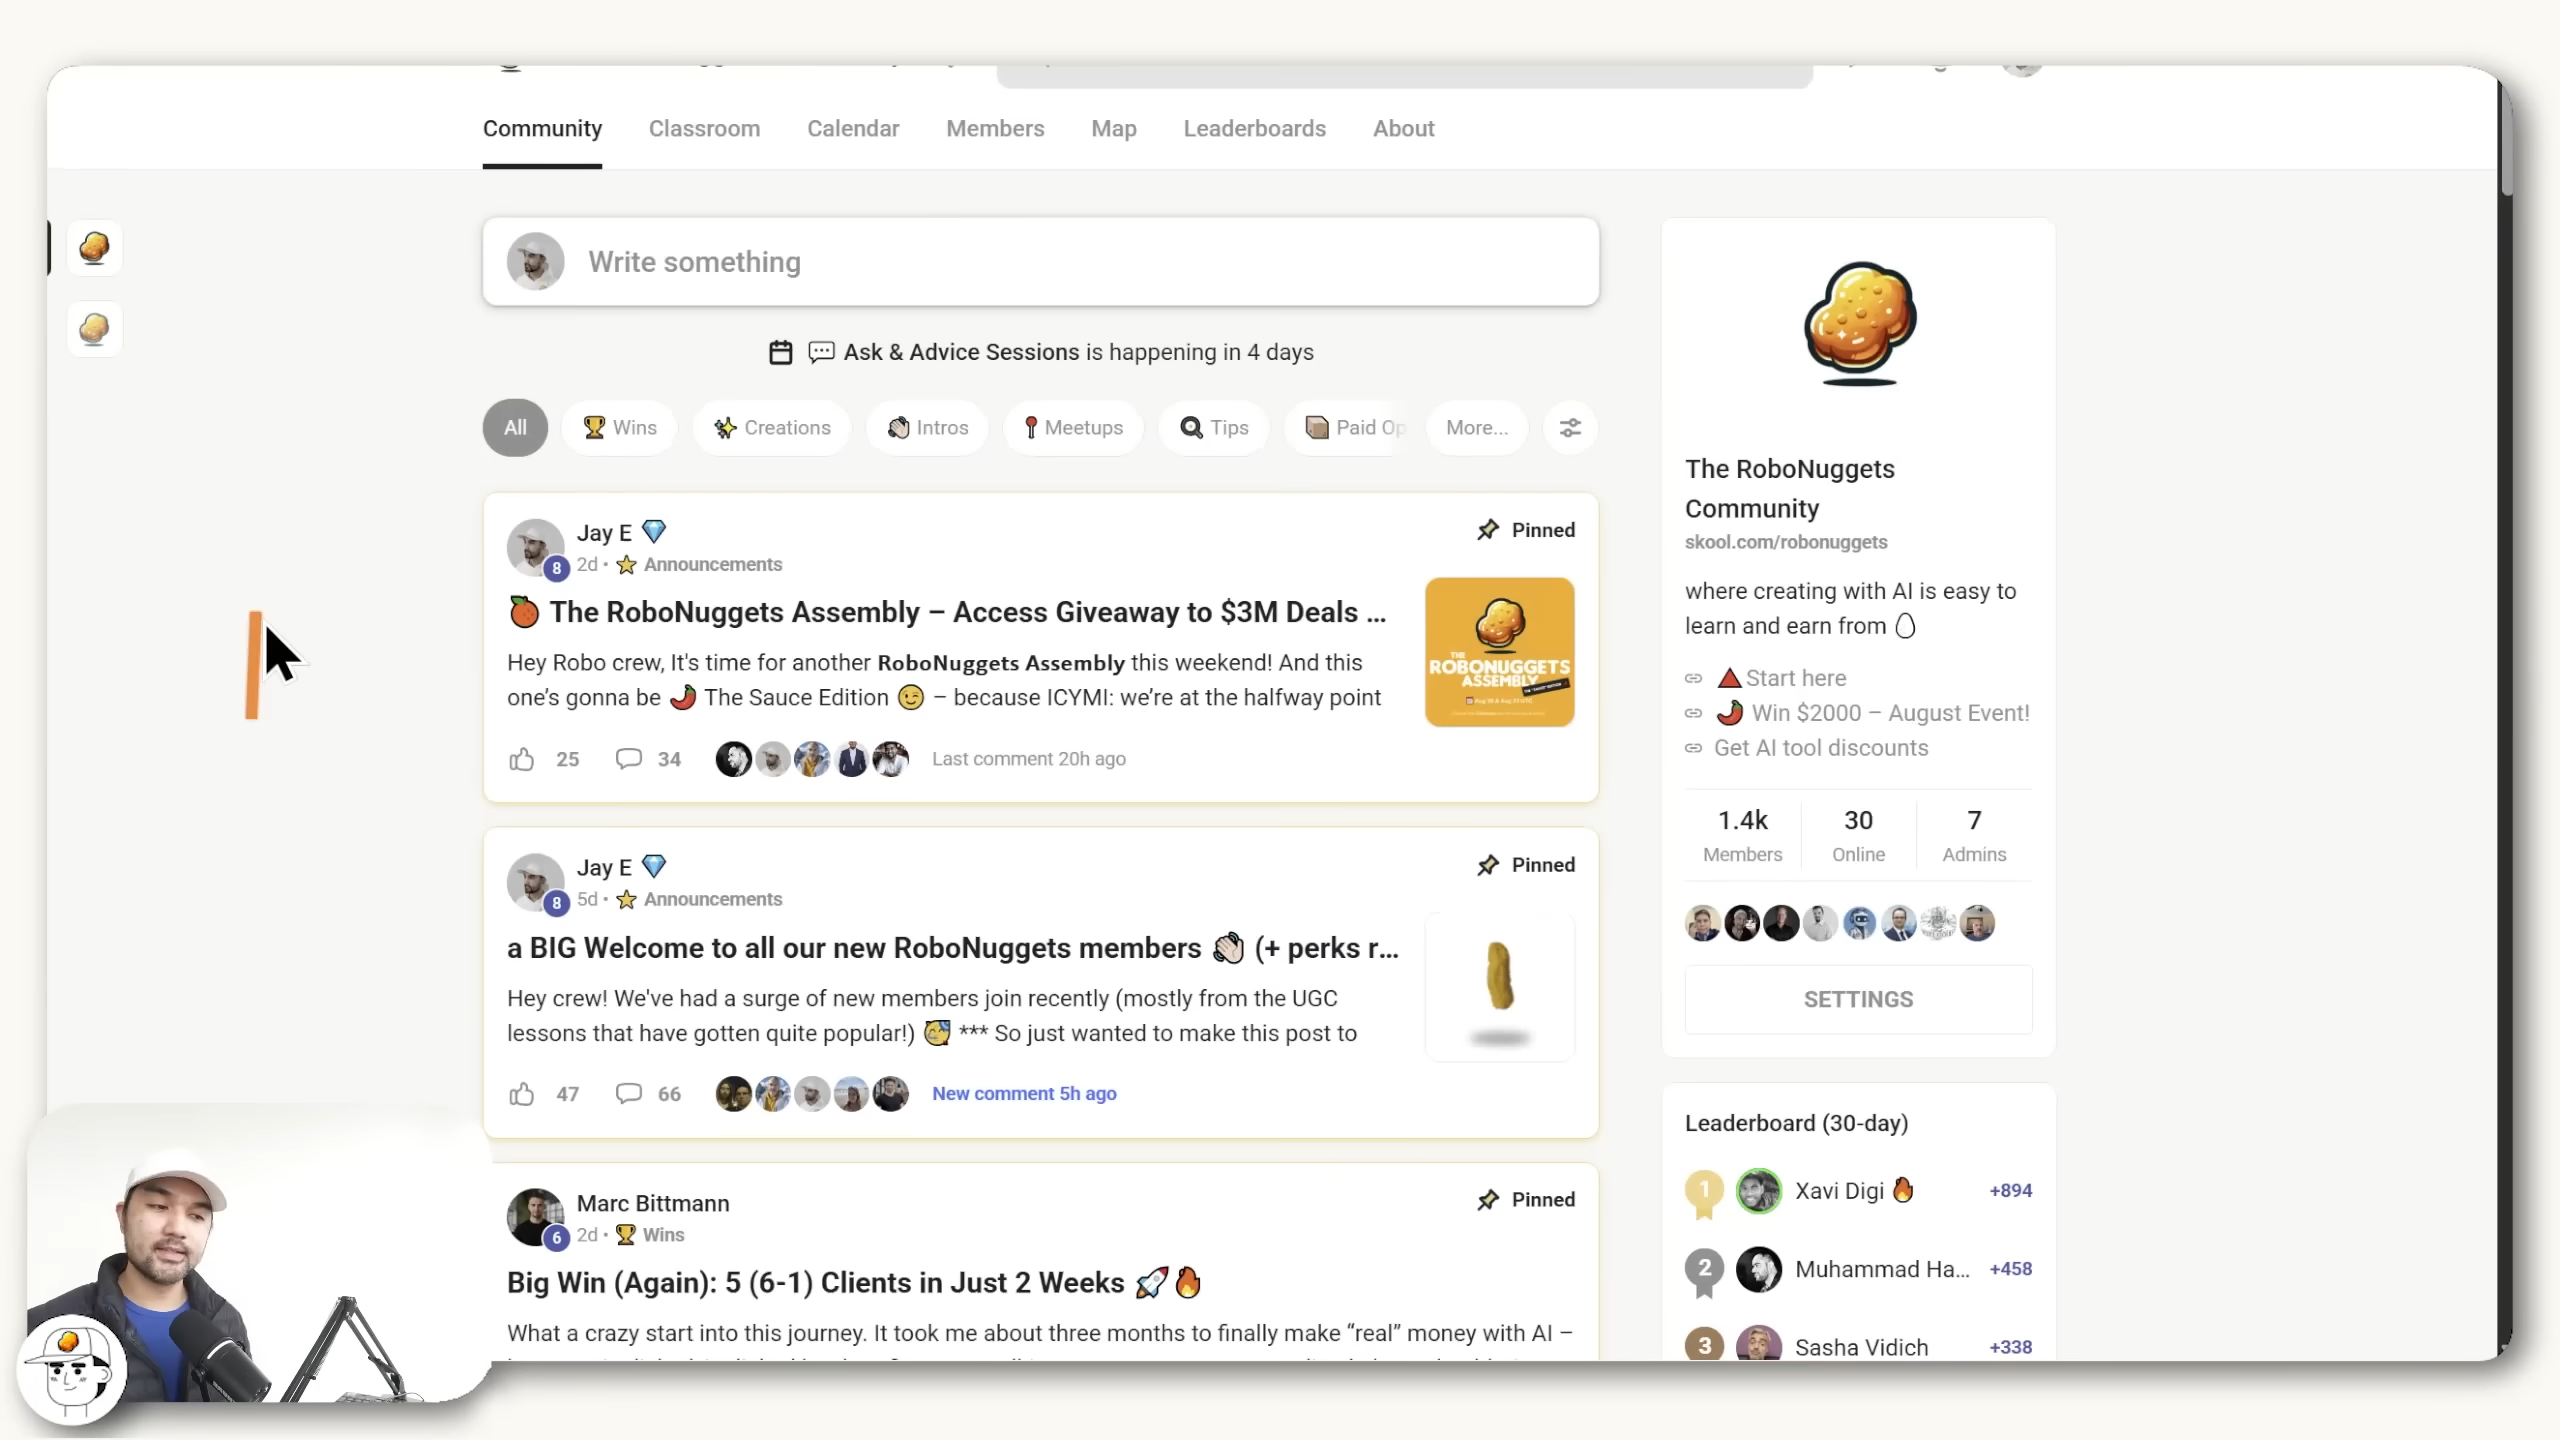 Community Classroom Calendar Members Map Leaderboards About
Write something
Ask & Advice Sessions is happening in 4 days
All Wins Creations Intros Meetups Tips Paid Op More...
Jay E
Pinned
8
2d • Announcements
The RoboNuggets Assembly – Access Giveaway to $3M Deals ...
Hey Robo crew, It's time for another RoboNuggets Assembly this weekend! And this
one's gonna be The Sauce Edition – because ICYMI: we're at the halfway point
THE
ROBONUGGETS
ASSEMBLY
25 34 Last comment 20h ago
Jay E
Pinned
8
5d • Announcements
a BIG Welcome to all our new RoboNuggets members (+ perks r...
Hey crew! We've had a surge of new members join recently (mostly from the UGC
lessons that have gotten quite popular!) *** So just wanted to make this post to
47 66 New comment 5h ago
Marc Bittmann
Pinned
6
2d • Wins
Big Win (Again): 5 (6-1) Clients in Just 2 Weeks
What a crazy start into this journey. It took me about three months to finally make “real” money with AI –
The RoboNuggets
Community
skool.com/robonuggets
where creating with AI is easy to
learn and earn from
Start here
Win $2000 – August Event!
Get AI tool discounts
1.4k 30 7
Members Online Admins
SETTINGS
Leaderboard (30-day)
1 Xavi Digi +894
2 Muhammad Ha... +458
3 Sasha Vidich +338